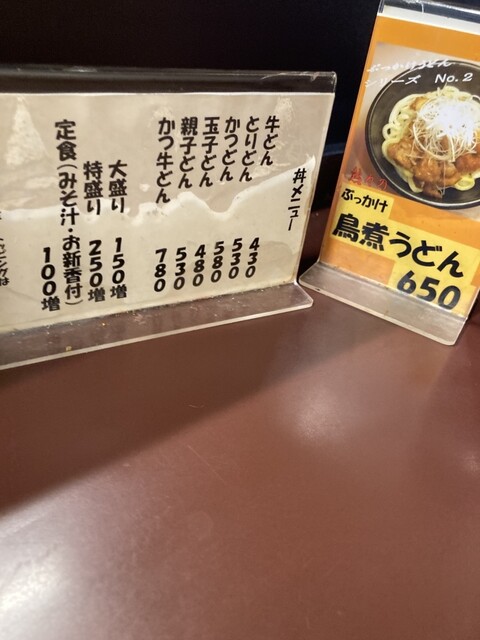 丼メニュー
牛どん 430
とりどん 530
かつどん 580
玉子どん 480
親子どん 530
かつ牛どん 780
大盛り 150増
特盛り 250増
定食(みそ汁・お新香付) 100増
ぶっかけうどん
シリーズ No.2
ぶっかけ
鳥煮うどん
650